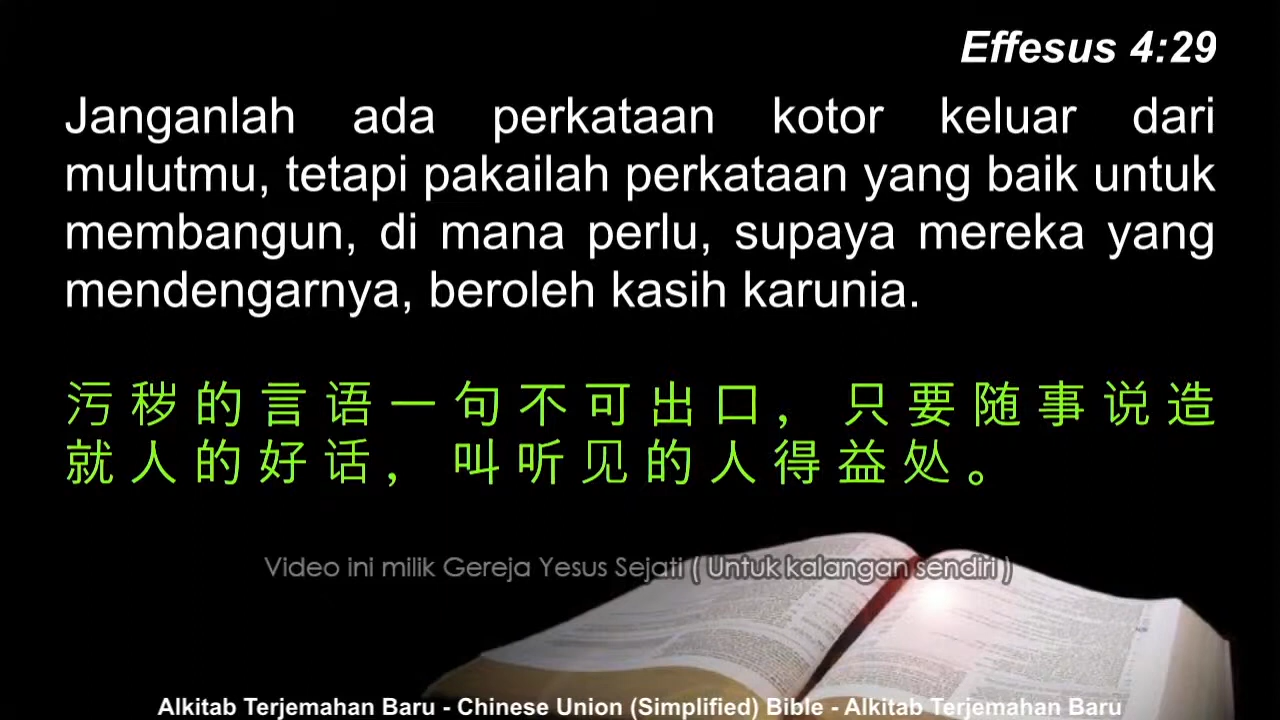 Effesus 4:29
Janganlah ada perkataan kotor keluar dari
mulutmu, tetapi pakailah perkataan yang baik untuk
membangun, di mana perlu, supaya mereka yang
mendengarnya, beroleh kasih karunia.
污秽的言语一句不可出口，只要随事说造
就人的好话，叫听见的人得益处。
Video ini milik Gereja Yesus Sejati ( Untuk kalangan sendiri )
Alkitab Terjemahan Baru - Chinese Union (Simplified) Bible - Alkitab Terjemahan Baru